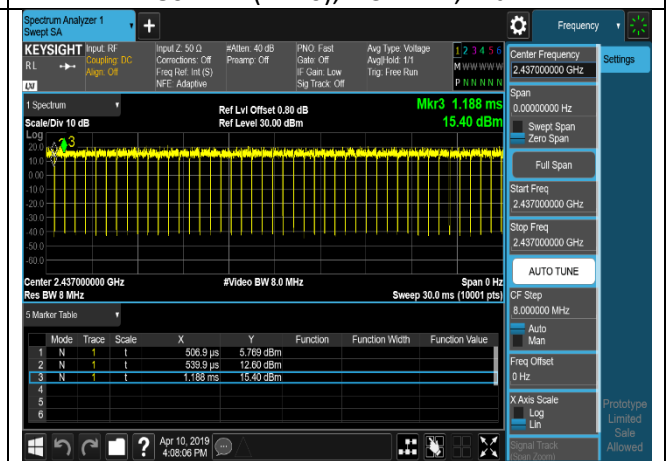 Spectrum Analyzer 1
Swept SA
+
Frequency
KEYSIGHT
RL
Input: RF
Coupling: DC
Align: Off
Input Z: 50 Ω
Corrections: Off
Freq Ref: Int (S)
NFE: Adaptive
#Atten: 40 dB
Preamp: Off
PNO: Fast
Gate: Off
IF Gain: Low
Sig Track: Off
Avg Type: Voltage
Avg|Hold: 1/1
Trig: Free Run
1 2 3 4 5 6
M W W W W W
P N N N N N
LXI
1 Spectrum
Scale/Div 10 dB
Ref Lvl Offset 0.80 dB
Ref Level 30.00 dBm
Mkr3 1.188 ms
15.40 dBm
Log
3
20.0
10.0
0.00
-10.0
-20.0
-30.0
-40.0
-50.0
-60.0
Center 2.437000000 GHz
Res BW 8 MHz
#Video BW 8.0 MHz
Span 0 Hz
Sweep 30.0 ms (10001 pts)
5 Marker Table
Mode Trace Scale X Y Function Function Width Function Value
1 N 1 t 506.9 µs 5.769 dBm
2 N 1 t 539.9 µs 12.60 dBm
3 N 1 t 1.188 ms 15.40 dBm
4
5
6
?
Apr 10, 2019
4:08:06 PM
Center Frequency
2.437000000 GHz
Settings
Span
0.00000000 Hz
Swept Span
Zero Span
Full Span
Start Freq
2.437000000 GHz
Stop Freq
2.437000000 GHz
AUTO TUNE
CF Step
8.000000 MHz
Auto
Man
Freq Offset
0 Hz
X Axis Scale
Log
Lin
Signal Track
(Span Zoom)
Prototype
Limited
Sale
Allowed